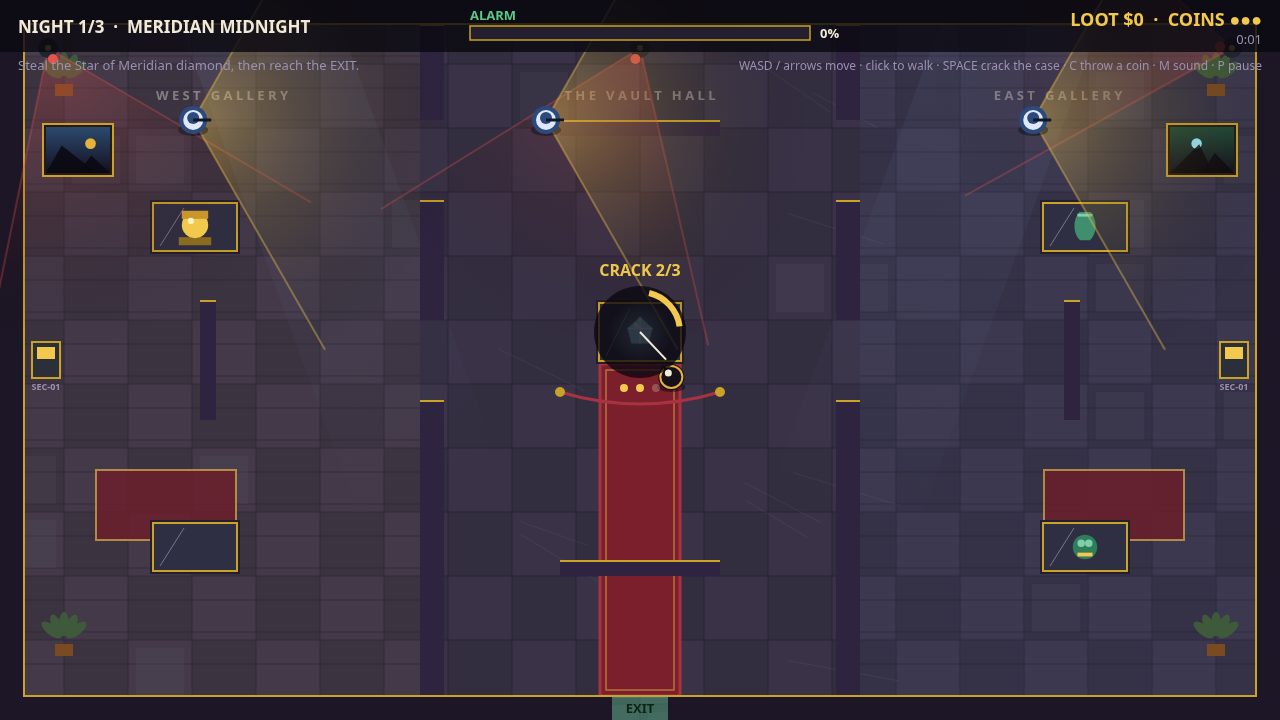 NIGHT 1/3 · MERIDIAN MIDNIGHT
ALARM
0%
LOOT $0 · COINS ●●●
0:01
Steal the Star of Meridian diamond, then reach the EXIT.
WASD / arrows move · click to walk · SPACE crack the case · C throw a coin · M sound · P pause
WEST GALLERY
THE VAULT HALL
EAST GALLERY
CRACK 2/3
SEC-01
SEC-01
EXIT